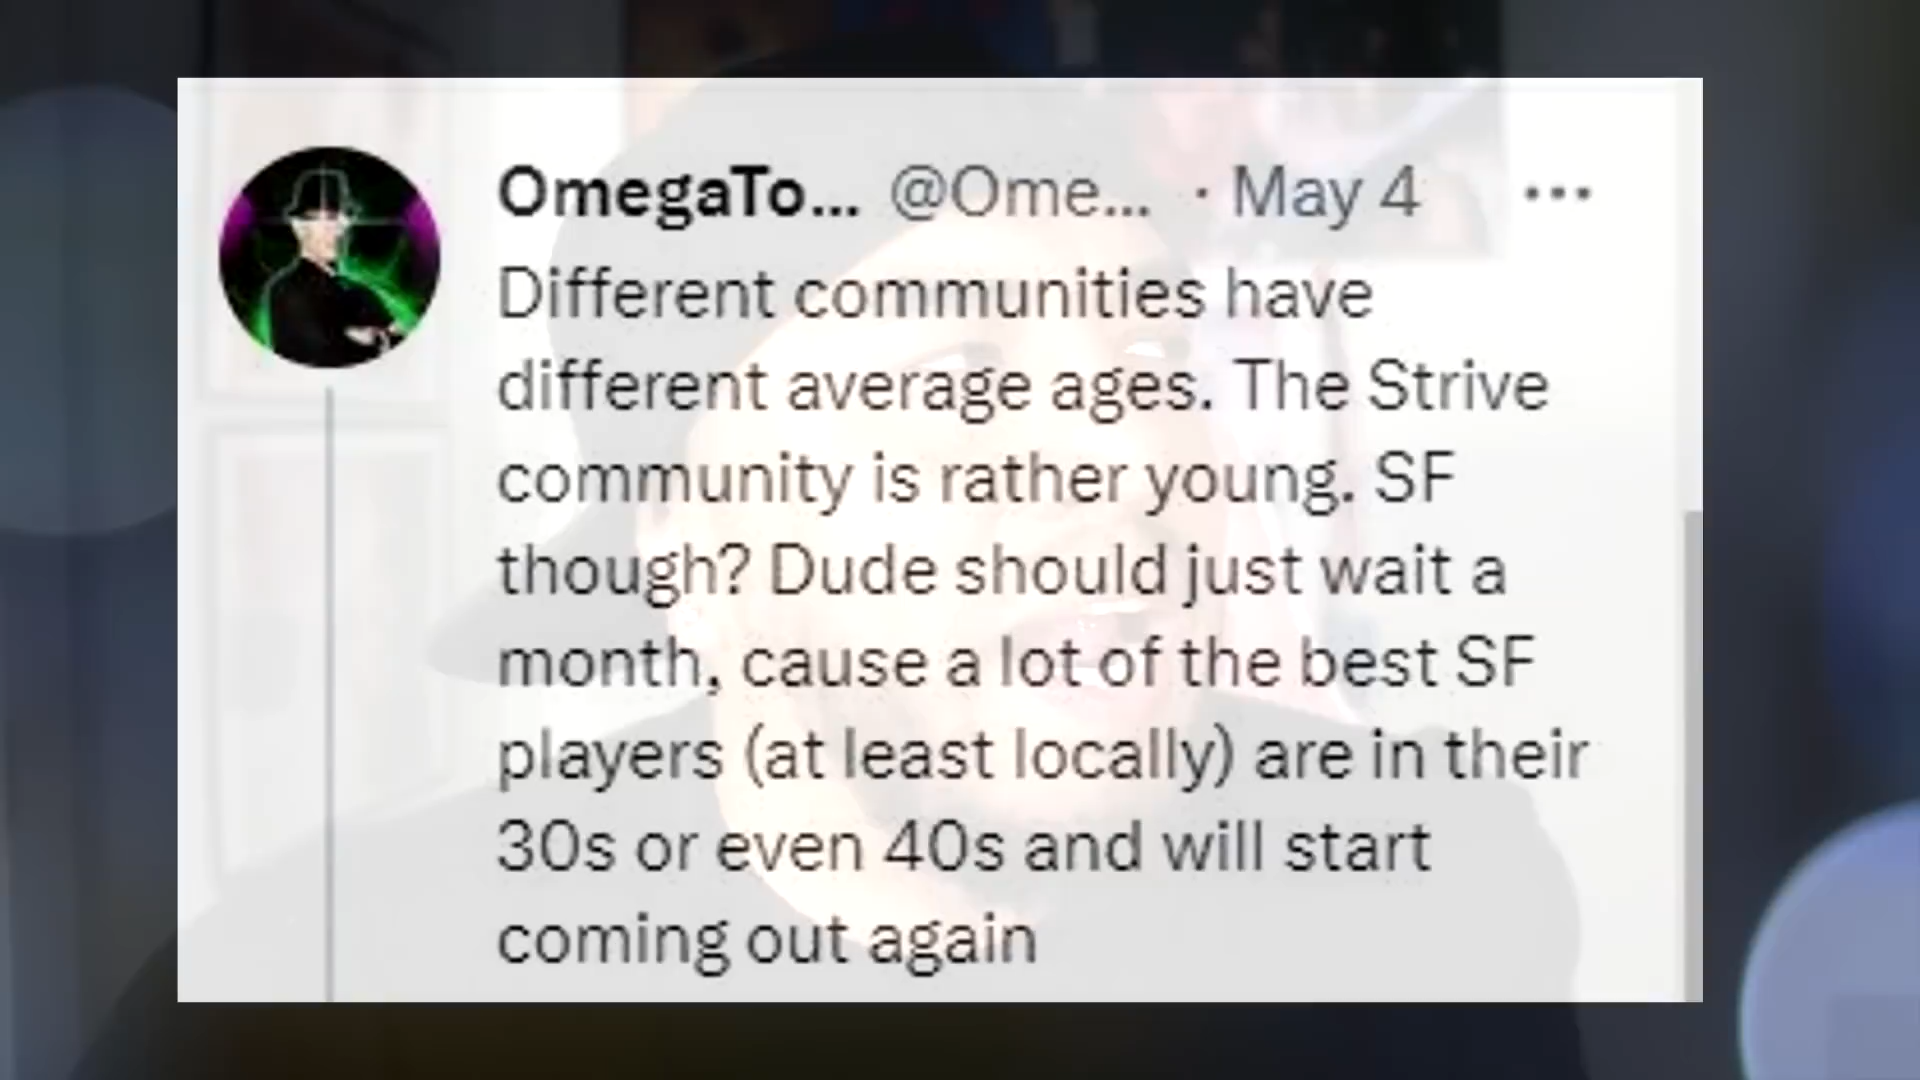 OmegaTo... @Ome... · May 4 ...
Different communities have
different average ages. The Strive
community is rather young. SF
though? Dude should just wait a
month, cause a lot of the best SF
players (at least locally) are in their
30s or even 40s and will start
coming out again